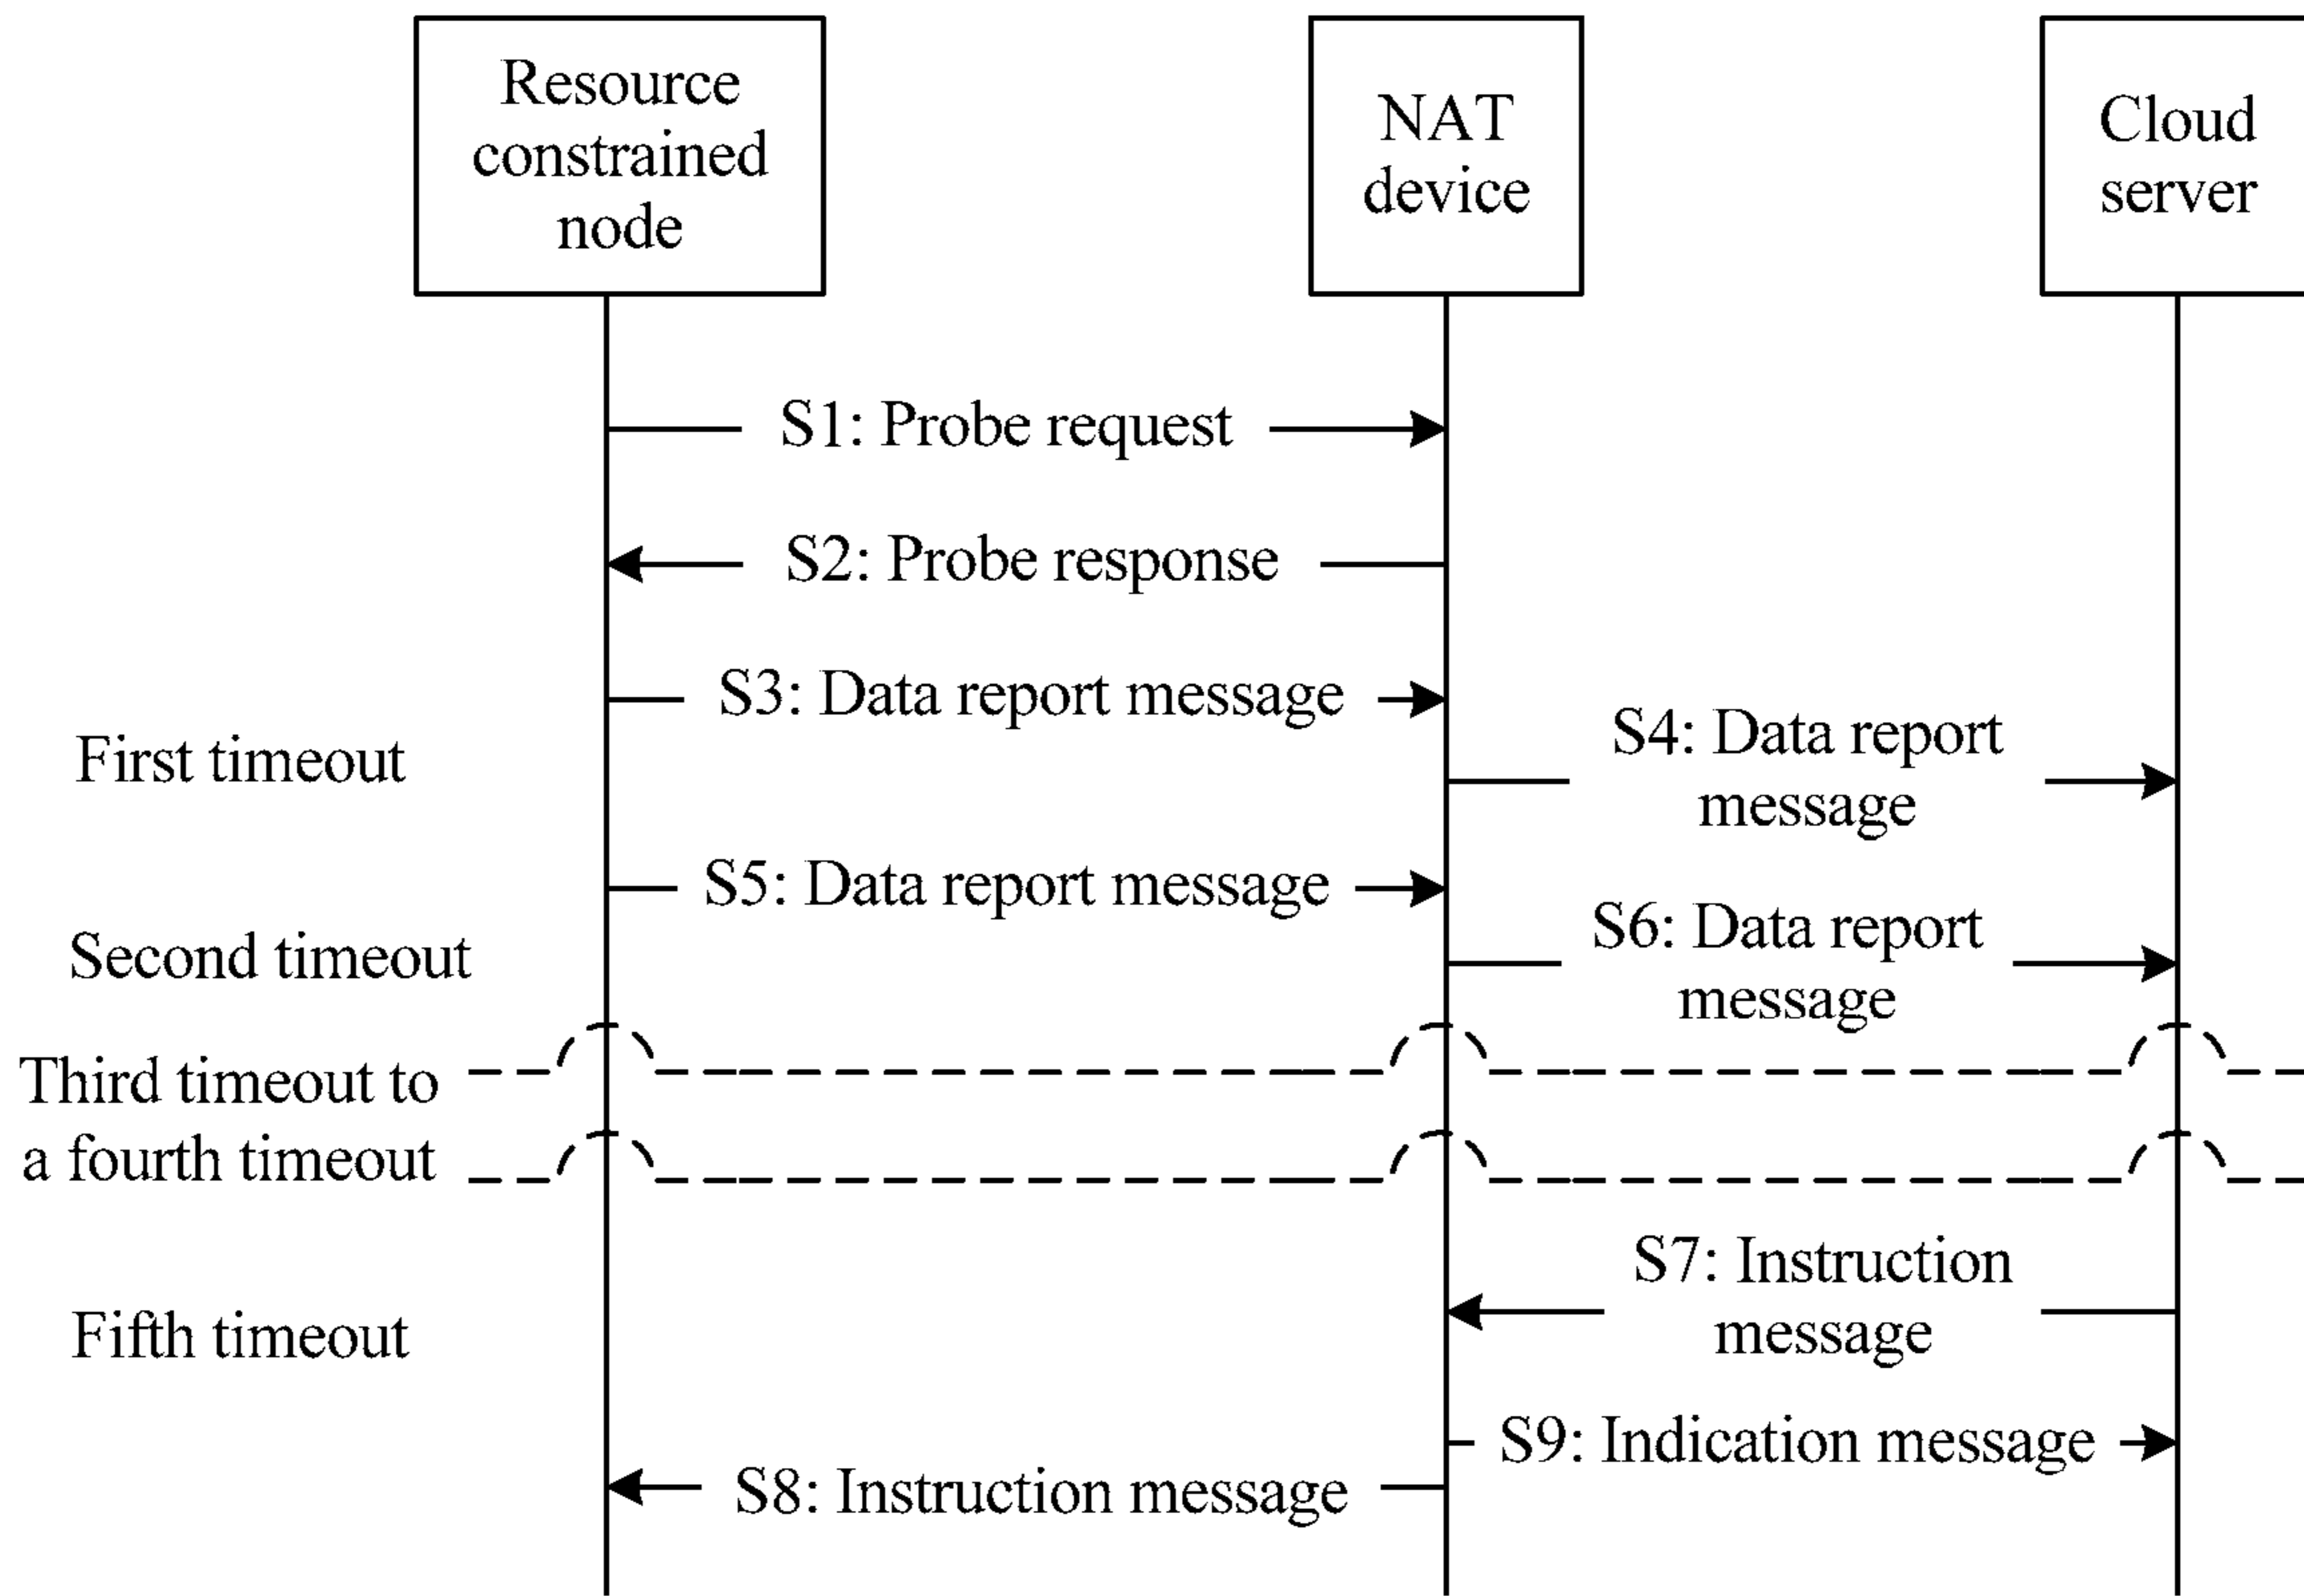 Resource
constrained
node
NAT
device
Cloud
server
S1: Probe request
S2: Probe response
S3: Data report message
First timeout
S4: Data report
message
S5: Data report message
Second timeout
S6: Data report
message
Third timeout to
a fourth timeout
S7: Instruction
message
Fifth timeout
S9: Indication message
S8: Instruction message